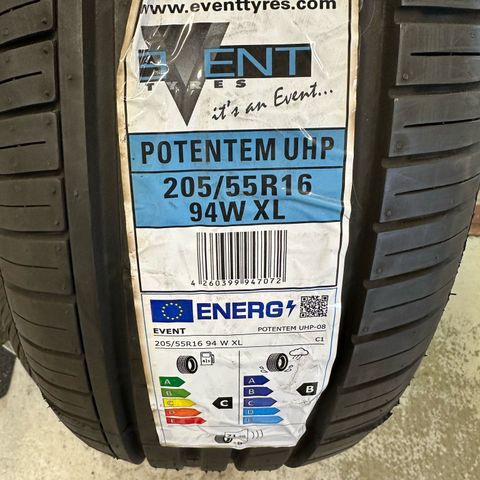 www.eventtyres.com
EVENT
TYRES
it's an Event...
POTENTEM UHP
205/55R16
94W XL
4 260399 947072
ENERG
EVENT
POTENTEM UHP-08
205/55R16 94 W XL
C1
A
B
C
D
E
C
A
B
C
D
E
B